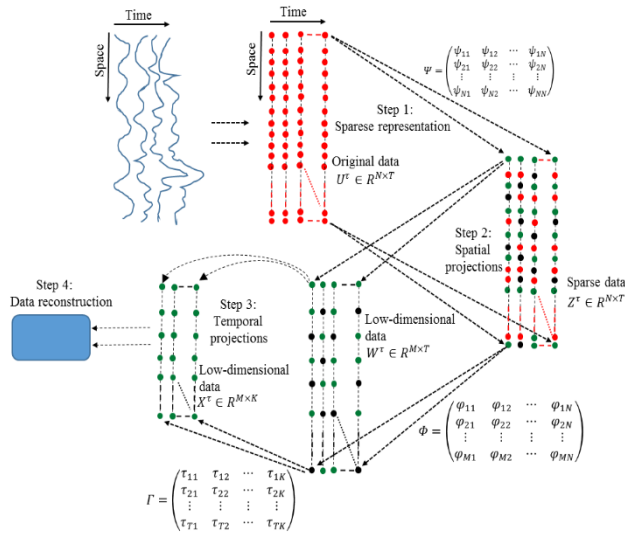 Time
Space
Time
Space
Ψ = (ψ11 ψ12 ⋯ ψ1N
ψ21 ψ22 ⋯ ψ2N
⋮ ⋮ ⋮ ⋮
ψN1 ψN2 ⋯ ψNN)
Step 1:
Sparese representation
Original data
U^τ ∈ R^{N×T}
Step 2:
Spatial
projections
Sparse data
Z^τ ∈ R^{N×T}
Step 4:
Data reconstruction
Step 3:
Temporal
projections
Low-dimensional
data
X^τ ∈ R^{M×K}
Low-dimensional
data
W^τ ∈ R^{M×T}
Φ = (φ11 φ12 ⋯ φ1N
φ21 φ22 ⋯ φ2N
⋮ ⋮ ⋮ ⋮
φM1 φM2 ⋯ φMN)
Γ = (τ11 τ12 ⋯ τ1K
τ21 τ22 ⋯ τ2K
⋮ ⋮ ⋮ ⋮
τT1 τT2 ⋯ τTK)